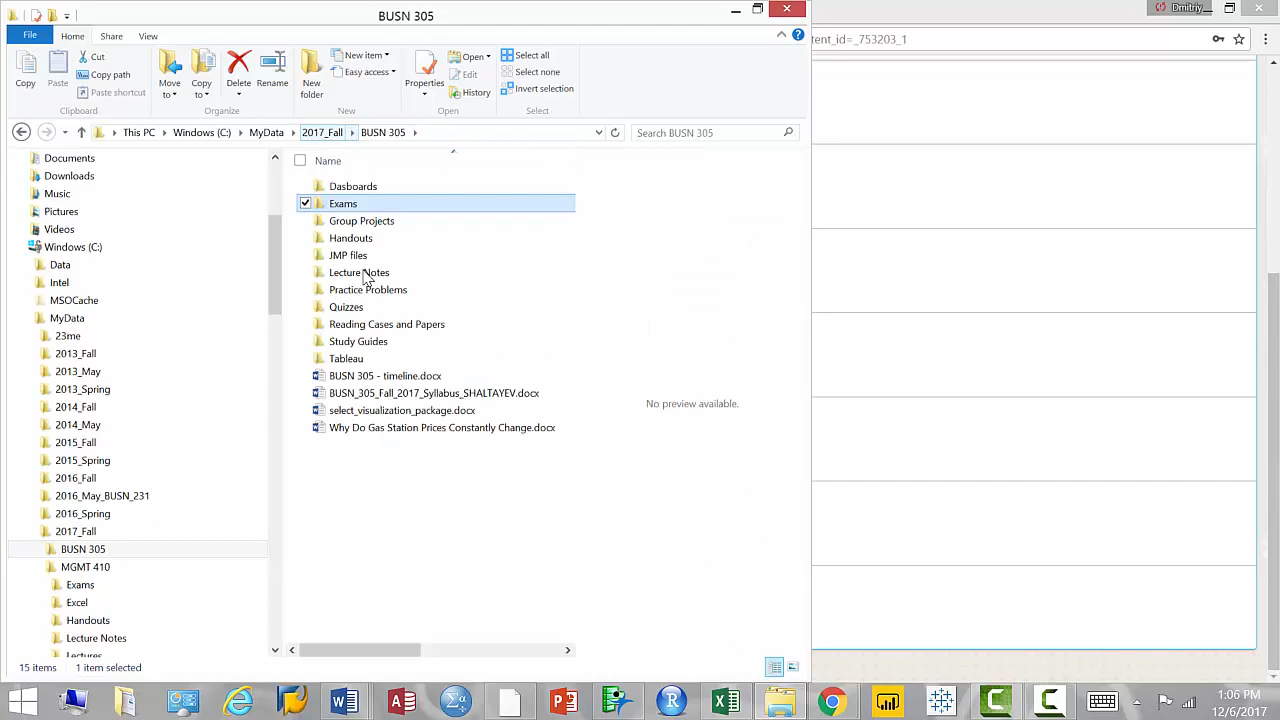 BUSN 305
Dmitriy
File Home Share View
tent_id=_753203_1
Copy
Paste
Cut
Copy path
Paste shortcut
Clipboard
Move to
Copy to
Delete
Rename
Organize
New folder
New item
Easy access
New
Properties
Open
Edit
History
Open
Select all
Select none
Invert selection
Select
This PC Windows (C:) MyData 2017_Fall BUSN 305
Search BUSN 305
Documents
Downloads
Music
Pictures
Videos
Windows (C:)
Data
Intel
MSOCache
MyData
23me
2013_Fall
2013_May
2013_Spring
2014_Fall
2014_May
2015_Fall
2015_Spring
2016_Fall
2016_May_BUSN_231
2016_Spring
2017_Fall
BUSN 305
MGMT 410
Exams
Excel
Handouts
Lecture Notes
Lectures
Name
Dasboards
Exams
Group Projects
Handouts
JMP files
Lecture Notes
Practice Problems
Quizzes
Reading Cases and Papers
Study Guides
Tableau
BUSN 305 - timeline.docx
BUSN_305_Fall_2017_Syllabus_SHALTAYEV.docx
select_visualization_package.docx
Why Do Gas Station Prices Constantly Change.docx
No preview available.
15 items 1 item selected
1:06 PM
12/6/2017